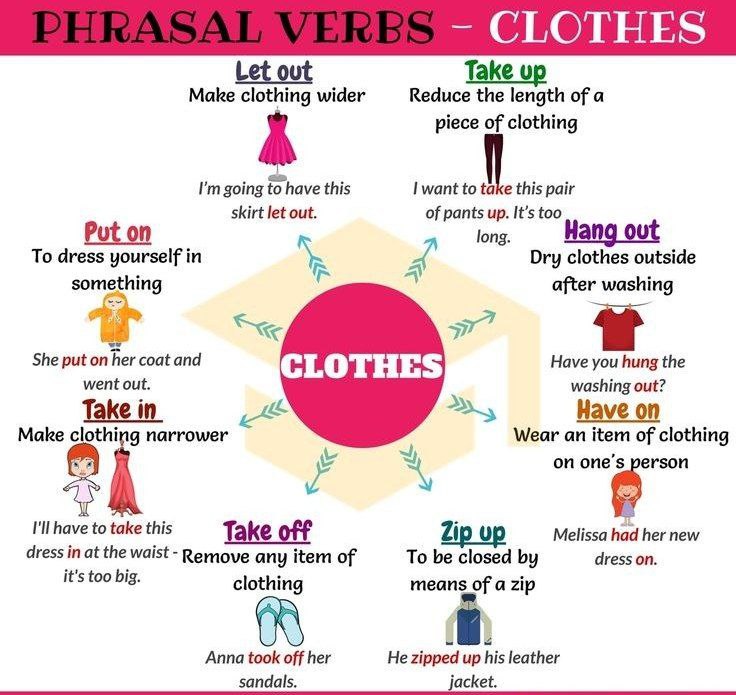 PHRASAL VERBS – CLOTHES
Let out
Make clothing wider
I'm going to have this
skirt let out.
Take up
Reduce the length of a
piece of clothing
I want to take this pair
of pants up. It's too
long.
Put on
To dress yourself in
something
She put on her coat and
went out.
Hang out
Dry clothes outside
after washing
Have you hung the
washing out?
CLOTHES
Take in
Make clothing narrower
I'll have to take this
dress in at the waist -
it's too big.
Have on
Wear an item of clothing
on one's person
Melissa had her new
dress on.
Take off
Remove any item of
clothing
Anna took off her
sandals.
Zip up
To be closed by
means of a zip
He zipped up his leather
jacket.